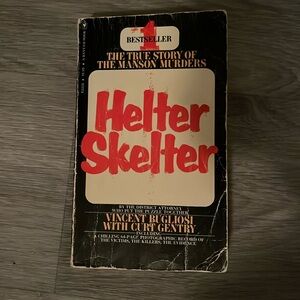 1
BESTSELLER
THE TRUE STORY OF
THE MANSON MURDERS
Helter
Skelter
BY THE DISTRICT ATTORNEY
WHO PUT THE PUZZLE TOGETHER
VINCENT BUGLIOSI
WITH CURT GENTRY
INCLUDING
A CHILLING 64-PAGE PHOTOGRAPHIC RECORD OF
THE VICTIMS, THE KILLERS, THE EVIDENCE